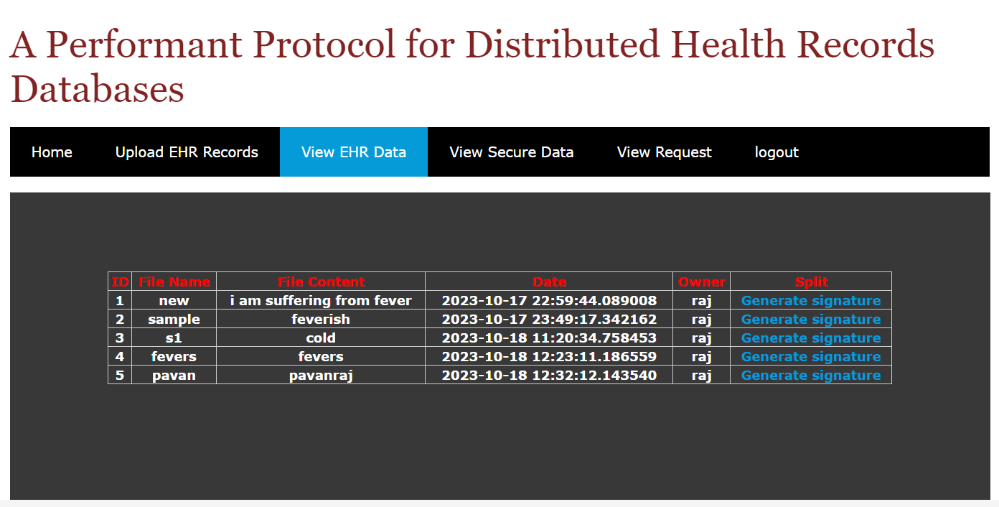 A Performant Protocol for Distributed Health Records
Databases
Home Upload EHR Records View EHR Data View Secure Data View Request logout
ID File Name File Content Date Owner Split
1 new i am suffering from fever 2023-10-17 22:59:44.089008 raj Generate signature
2 sample feverish 2023-10-17 23:49:17.342162 raj Generate signature
3 s1 cold 2023-10-18 11:20:34.758453 raj Generate signature
4 fevers fevers 2023-10-18 12:23:11.186559 raj Generate signature
5 pavan pavanraj 2023-10-18 12:32:12.143540 raj Generate signature